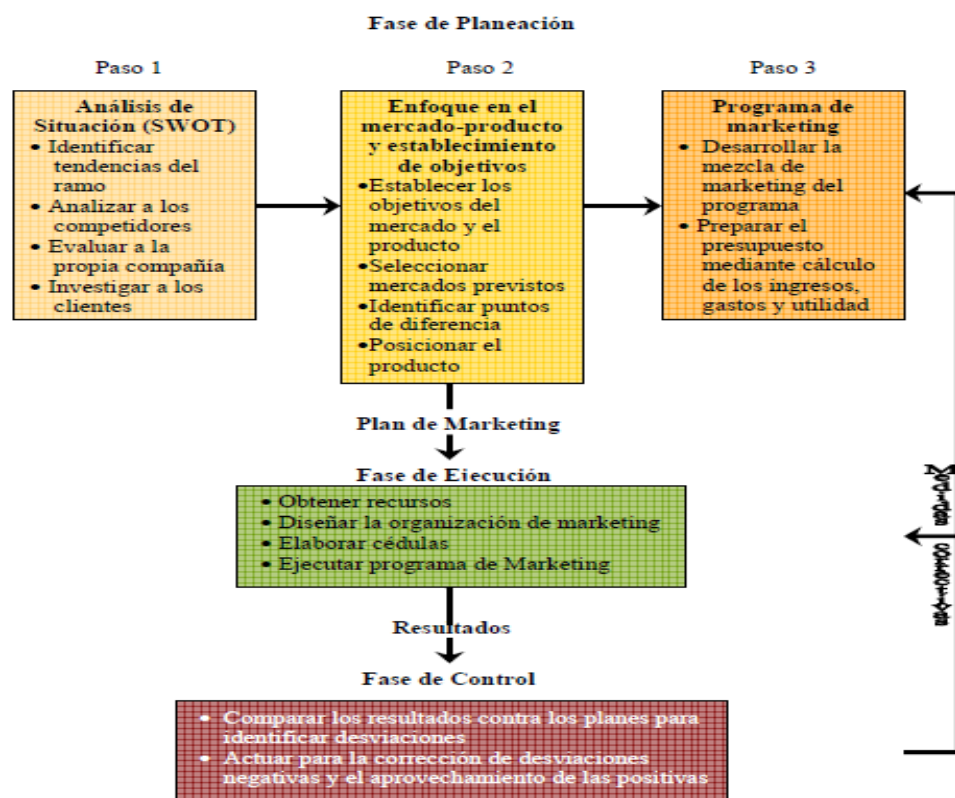 Fase de Planeación
Paso 1
Paso 2
Paso 3
Análisis de
Situación (SWOT)
• Identificar
tendencias del
ramo
• Analizar a los
competidores
• Evaluar a la
propia compañía
• Investigar a los
clientes
Enfoque en el
mercado-producto
y establecimiento
de objetivos
•Establecer los
objetivos del
mercado y el
producto
•Seleccionar
mercados previstos
•Identificar puntos
de diferencia
•Posicionar el
producto
Programa de
marketing
• Desarrollar la
mezcla de
marketing del
programa
• Preparar el
presupuesto
mediante cálculo
de los ingresos,
gastos y utilidad
Plan de Marketing
Fase de Ejecución
• Obtener recursos
• Diseñar la organización de marketing
• Elaborar cédulas
• Ejecutar programa de Marketing
Resultados
Fase de Control
• Comparar los resultados contra los planes para
identificar desviaciones
• Actuar para la corrección de desviaciones
negativas y el aprovechamiento de las positivas